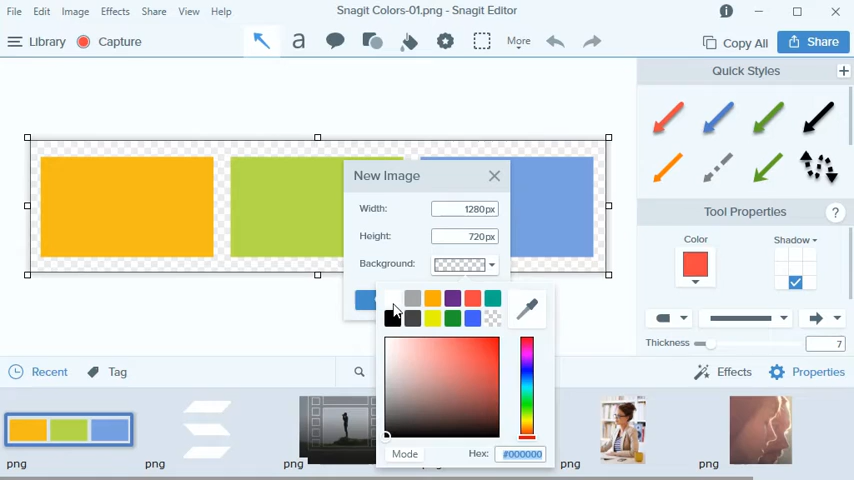 File Edit Image Effects Share View Help Snagit Colors-01.png - Snagit Editor
Library Capture a More Copy All Share
Quick Styles
New Image
Width: 1280px
Height: 720px
Background:
Tool Properties ?
Color Shadow
Thickness 7
Recent Tag Effects Properties
Mode Hex: #000000
png png png png png